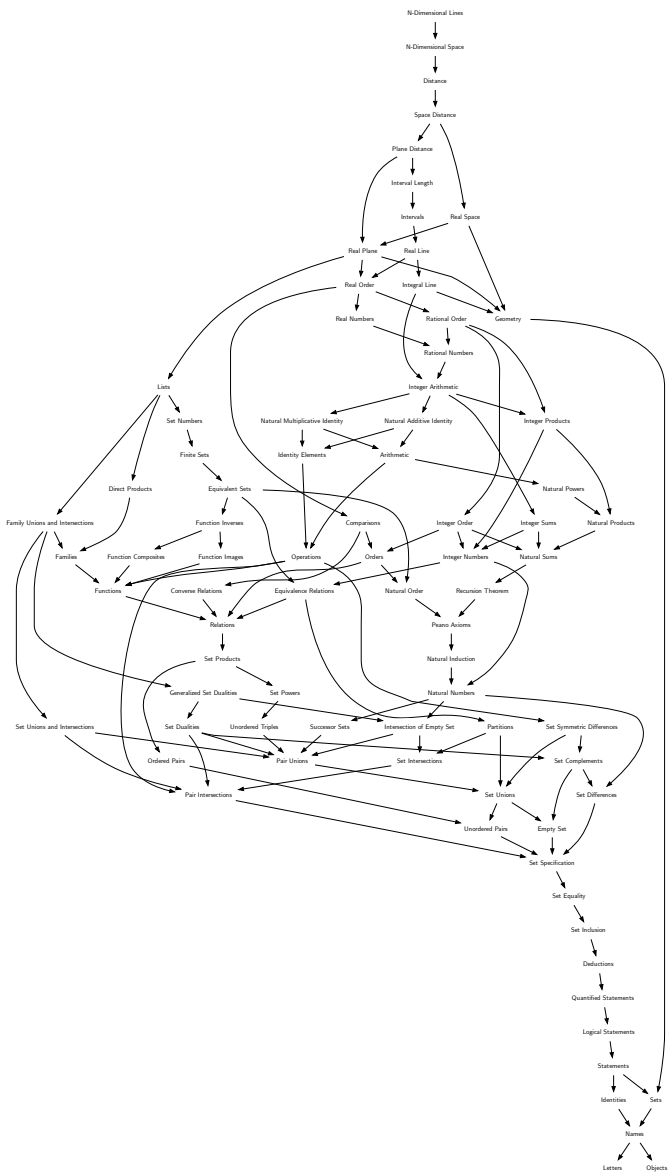 N-Dimensional Lines
N-Dimensional Space
Distance
Space Distance
Plane Distance
Interval Length
Intervals
Real Space
Real Plane
Real Line
Real Order
Integral Line
Real Numbers
Rational Order
Geometry
Rational Numbers
Lists
Integer Arithmetic
Set Numbers
Natural Multiplicative Identity
Natural Additive Identity
Integer Products
Finite Sets
Identity Elements
Arithmetic
Direct Products
Equivalent Sets
Natural Powers
Family Unions and Intersections
Function Inverses
Comparisons
Integer Order
Integer Sums
Natural Products
Families
Function Composites
Function Images
Operations
Orders
Integer Numbers
Natural Sums
Functions
Converse Relations
Equivalence Relations
Natural Order
Recursion Theorem
Relations
Peano Axioms
Set Products
Natural Induction
Generalized Set Dualities
Set Powers
Natural Numbers
Set Unions and Intersections
Set Dualities
Unordered Triples
Successor Sets
Intersection of Empty Set
Partitions
Set Symmetric Differences
Ordered Pairs
Pair Unions
Set Intersections
Set Complements
Pair Intersections
Set Unions
Set Differences
Unordered Pairs
Empty Set
Set Specification
Set Equality
Set Inclusion
Deductions
Quantified Statements
Logical Statements
Statements
Identities
Sets
Names
Letters
Objects